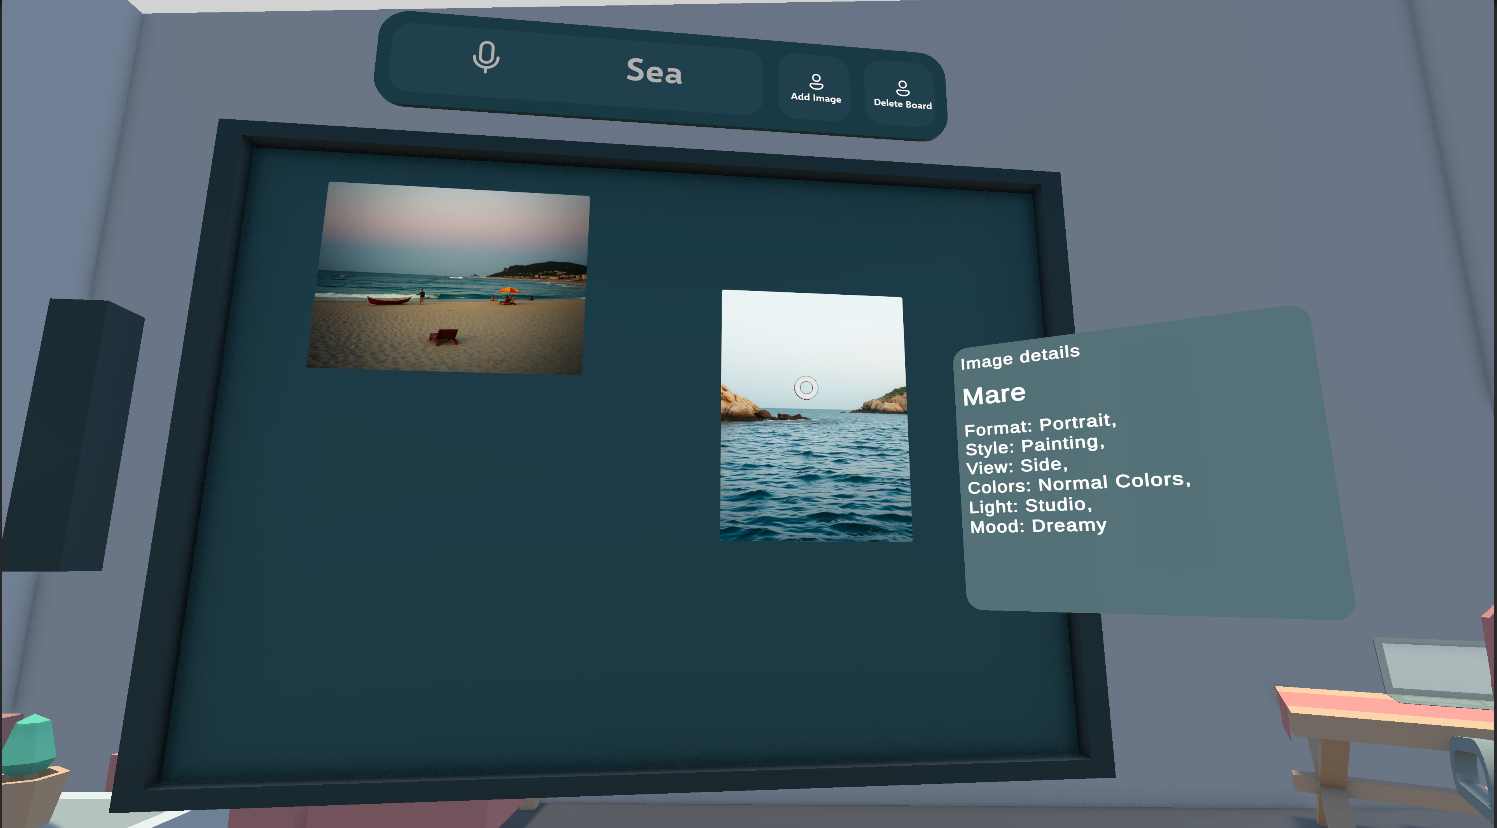 Sea
Add Image
Delete Board
Image details
Mare
Format: Portrait,
Style: Painting,
View: Side,
Colors: Normal Colors,
Light: Studio,
Mood: Dreamy